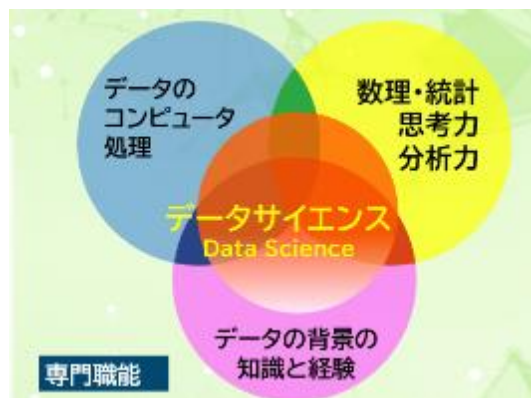 データの
コンピュータ
処理
数理・統計
思考力
分析力
データサイエンス
Data Science
データの背景の
知識と経験
専門職能